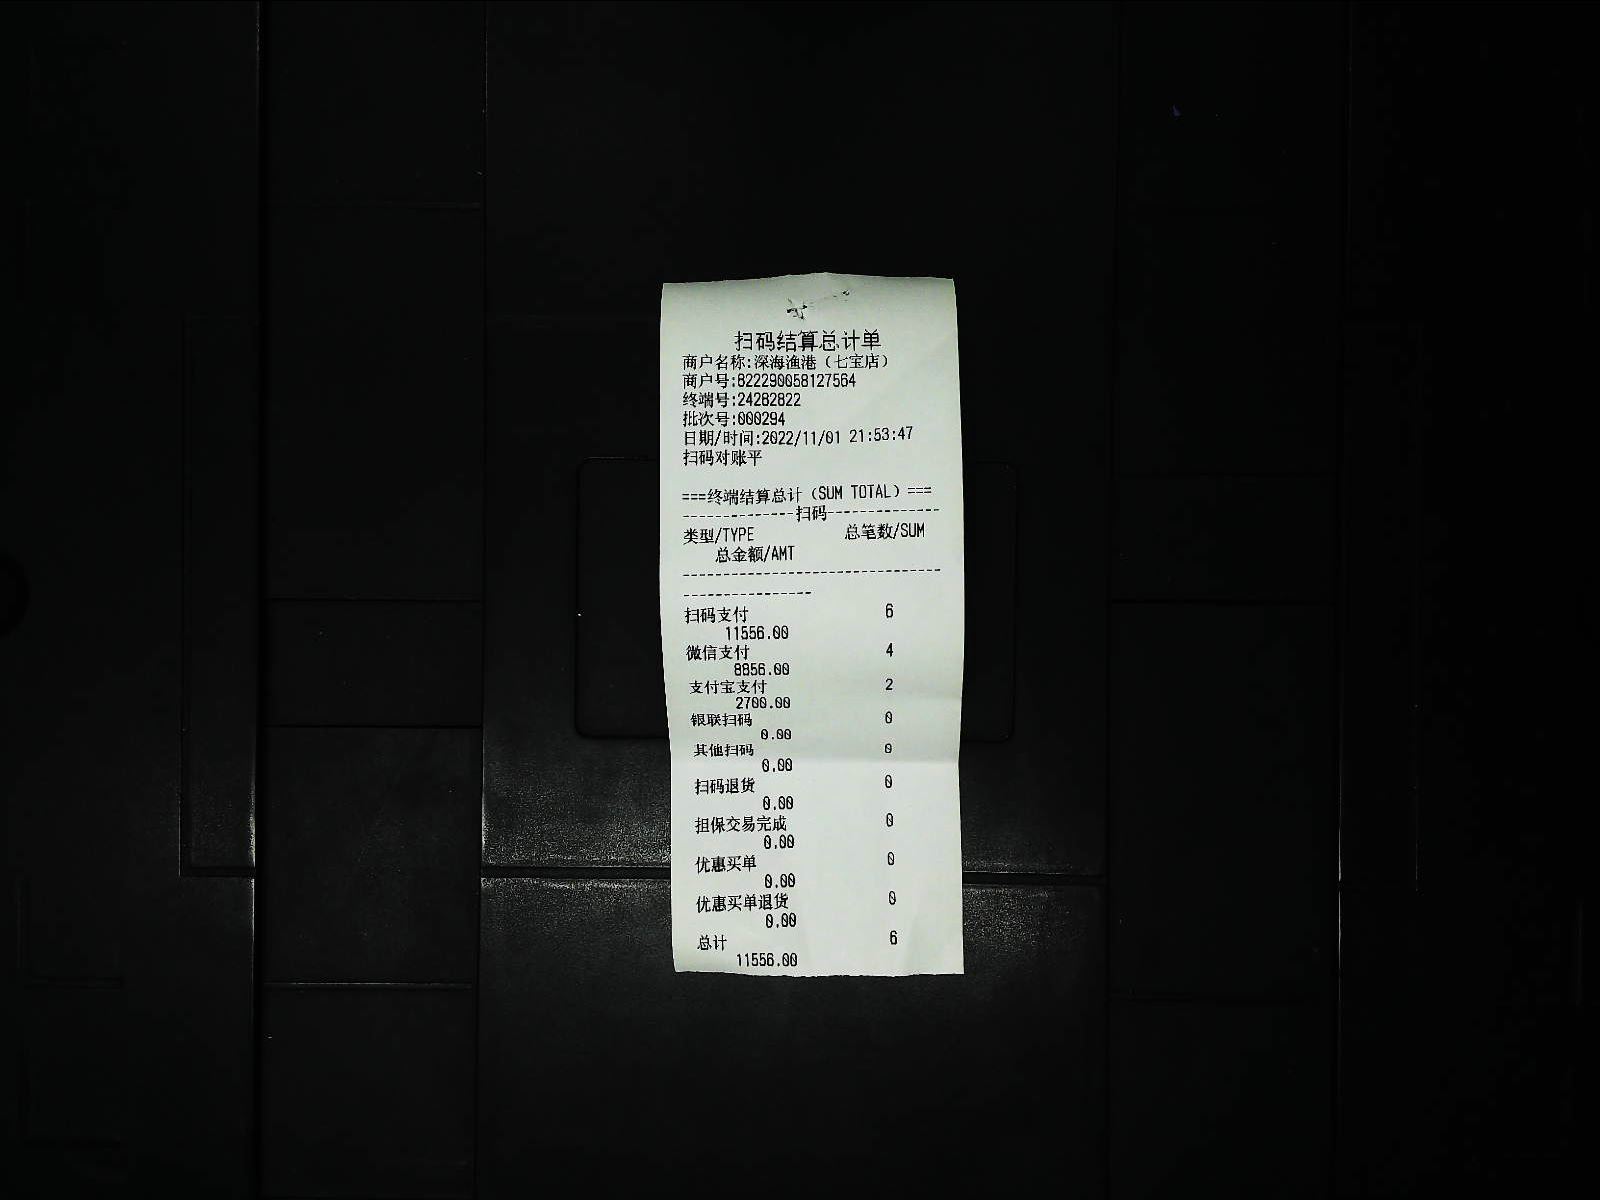 扫码结算总计单
商户名称:深海渔港（七宝店）
商户号:822290058127564
终端号:24282822
批次号:000294
日期/时间:2022/11/01 21:53:47
扫码对账平
===终端结算总计（SUM TOTAL）===
--------------扫码--------------
类型/TYPE 总笔数/SUM
总金额/AMT
--------------------------------
----------------
扫码支付 6
11556.00
微信支付 4
8856.00
支付宝支付 2
2700.00
银联扫码 0
0.00
其他扫码 0
0.00
扫码退货 0
0.00
担保交易完成 0
0.00
优惠买单 0
0.00
优惠买单退货 0
0.00
总计 6
11556.00